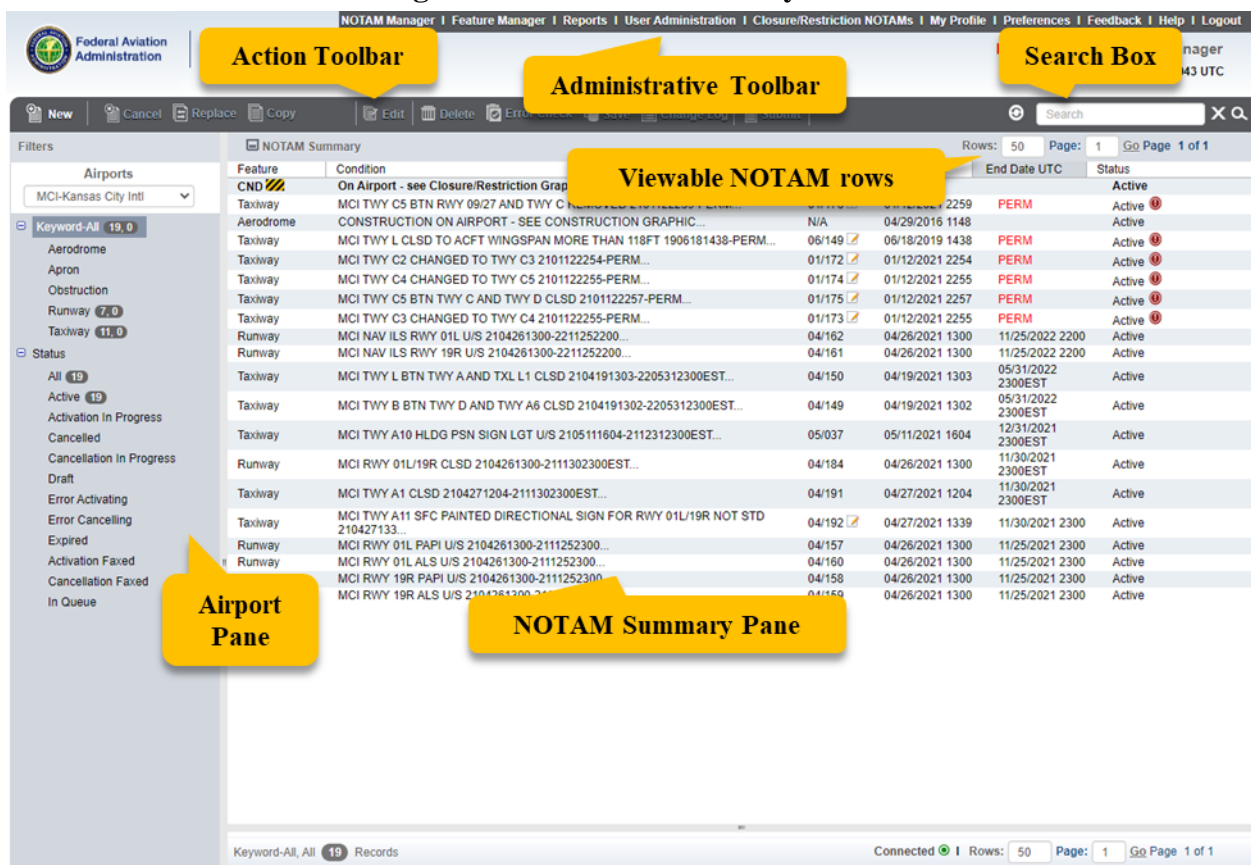 NOTAM Manager I Feature Manager I Reports I User Administration I Closure/Restriction NOTAMs I My Profile I Preferences I Feedback I Help I Logout
Federal Aviation
Administration
Action Toolbar
Administrative Toolbar
Search Box
nager
43 UTC
New Cancel Replace Copy Edit Delete Save Submit Search X
Filters
NOTAM Summary
Rows: 50 Page: 1 Go Page 1 of 1
Airports
MCI-Kansas City Intl
Viewable NOTAM rows
Feature Condition End Date UTC Status
CND On Airport - see Closure/Restriction Active
Taxiway MCI TWY C5 BTN RWY 09/27 AND TWY C 2259 PERM Active
Aerodrome CONSTRUCTION ON AIRPORT - SEE CONSTRUCTION GRAPHIC... N/A 04/29/2016 1148 Active
Taxiway MCI TWY L CLSD TO ACFT WINGSPAN MORE THAN 118FT 1906181438-PERM... 06/149 06/18/2019 1438 PERM Active
Taxiway MCI TWY C2 CHANGED TO TWY C3 2101122254-PERM... 01/172 01/12/2021 2254 PERM Active
Taxiway MCI TWY C4 CHANGED TO TWY C5 2101122255-PERM... 01/174 01/12/2021 2255 PERM Active
Taxiway MCI TWY C5 BTN TWY C AND TWY D CLSD 2101122257-PERM... 01/175 01/12/2021 2257 PERM Active
Taxiway MCI TWY C3 CHANGED TO TWY C4 2101122255-PERM... 01/173 01/12/2021 2255 PERM Active
Runway MCI NAV ILS RWY 01L U/S 2104261300-2211252200... 04/162 04/26/2021 1300 11/25/2022 2200 Active
Runway MCI NAV ILS RWY 19R U/S 2104261300-2211252200... 04/161 04/26/2021 1300 11/25/2022 2200 Active
Taxiway MCI TWY L BTN TWY A AND TXL L1 CLSD 2104191303-2205312300EST... 04/150 04/19/2021 1303 05/31/2022 2300EST Active
Taxiway MCI TWY B BTN TWY D AND TWY A6 CLSD 2104191302-2205312300EST... 04/149 04/19/2021 1302 05/31/2022 2300EST Active
Taxiway MCI TWY A10 HLDG PSN SIGN LGT U/S 2105111604-2112312300EST... 05/037 05/11/2021 1604 12/31/2021 2300EST Active
Runway MCI RWY 01L/19R CLSD 2104261300-2111302300EST... 04/184 04/26/2021 1300 11/30/2021 2300EST Active
Taxiway MCI TWY A1 CLSD 2104271204-2111302300EST... 04/191 04/27/2021 1204 11/30/2021 2300EST Active
Taxiway MCI TWY A11 SFC PAINTED DIRECTIONAL SIGN FOR RWY 01L/19R NOT STD 210427133... 04/192 04/27/2021 1339 11/30/2021 2300 Active
Runway MCI RWY 01L PAPI U/S 2104261300-2111252300... 04/157 04/26/2021 1300 11/25/2021 2300 Active
Runway MCI RWY 01L ALS U/S 2104261300-2111252300... 04/160 04/26/2021 1300 11/25/2021 2300 Active
MCI RWY 19R PAPI U/S 2104261300-2111252300 04/158 04/26/2021 1300 11/25/2021 2300 Active
MCI RWY 19R ALS U/S 04/159 04/26/2021 1300 11/25/2021 2300 Active
Keyword-All 19, 0
Aerodrome
Apron
Obstruction
Runway 7, 0
Taxiway 11, 0
Status
All 19
Active 19
Activation In Progress
Cancelled
Cancellation In Progress
Draft
Error Activating
Error Cancelling
Expired
Activation Faxed
Cancellation Faxed
In Queue
Airport
Pane
NOTAM Summary Pane
Keyword-All, All 19 Records
Connected I Rows: 50 Page: 1 Go Page 1 of 1